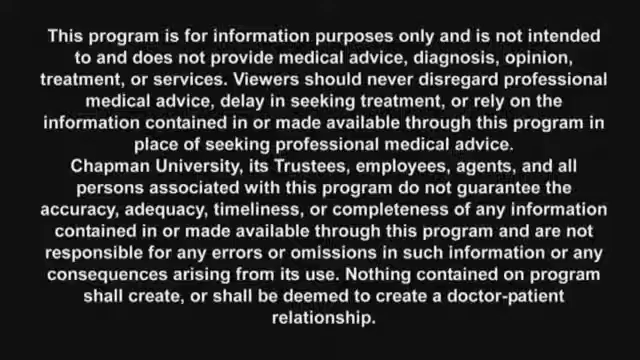 This program is for information purposes only and is not intended
to and does not provide medical advice, diagnosis, opinion,
treatment, or services. Viewers should never disregard professional
medical advice, delay in seeking treatment, or rely on the
information contained in or made available through this program in
place of seeking professional medical advice.
Chapman University, its Trustees, employees, agents, and all
persons associated with this program do not guarantee the
accuracy, adequacy, timeliness, or completeness of any information
contained in or made available through this program and are not
responsible for any errors or omissions in such information or any
consequences arising from its use. Nothing contained on program
shall create, or shall be deemed to create a doctor-patient
relationship.